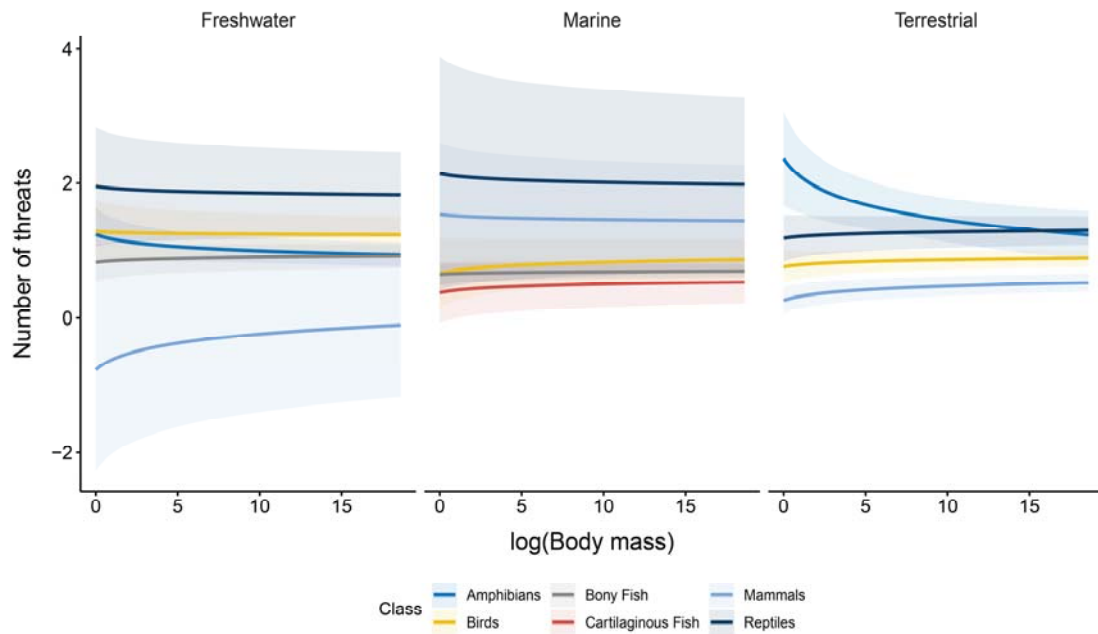 Freshwater
Marine
Terrestrial
Number of threats
4
2
0
−2
0 5 10 15
0 5 10 15
0 5 10 15
log(Body mass)
Class
Amphibians
Bony Fish
Mammals
Birds
Cartilaginous Fish
Reptiles